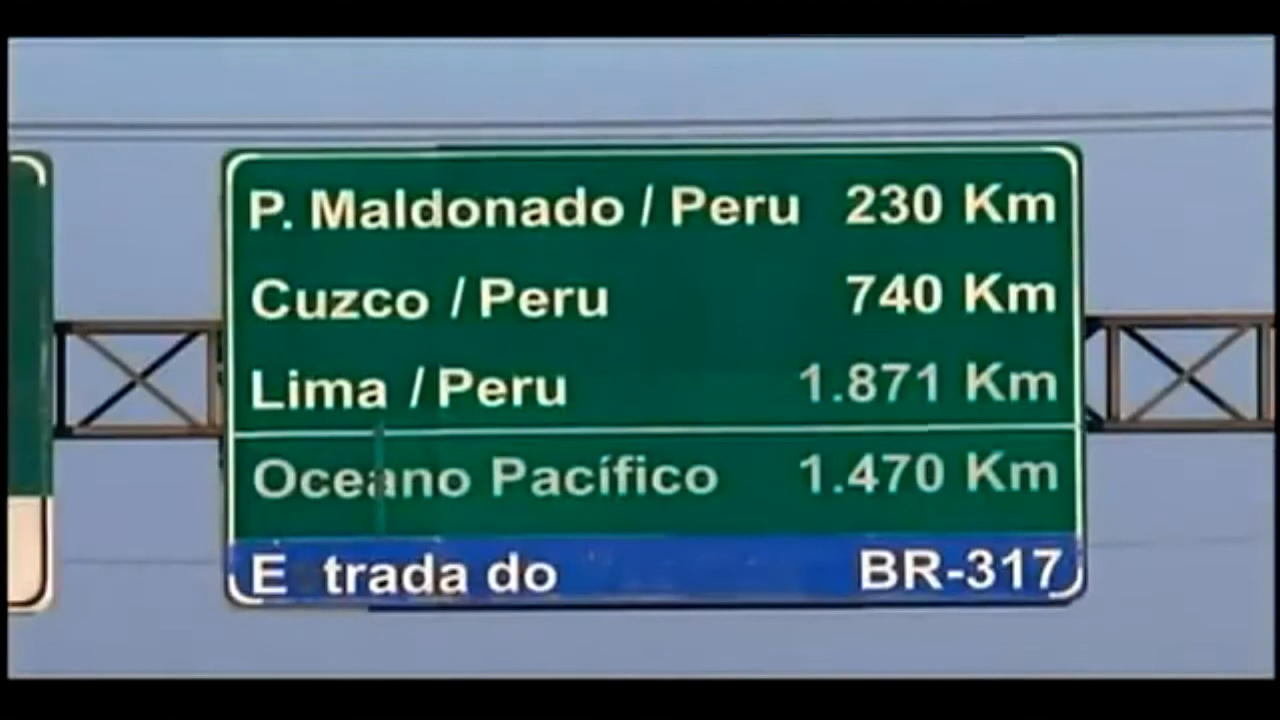 P. Maldonado / Peru 230 Km
Cuzco / Peru 740 Km
Lima / Peru 1.871 Km
Oceano Pacífico 1.470 Km
E trada do BR-317